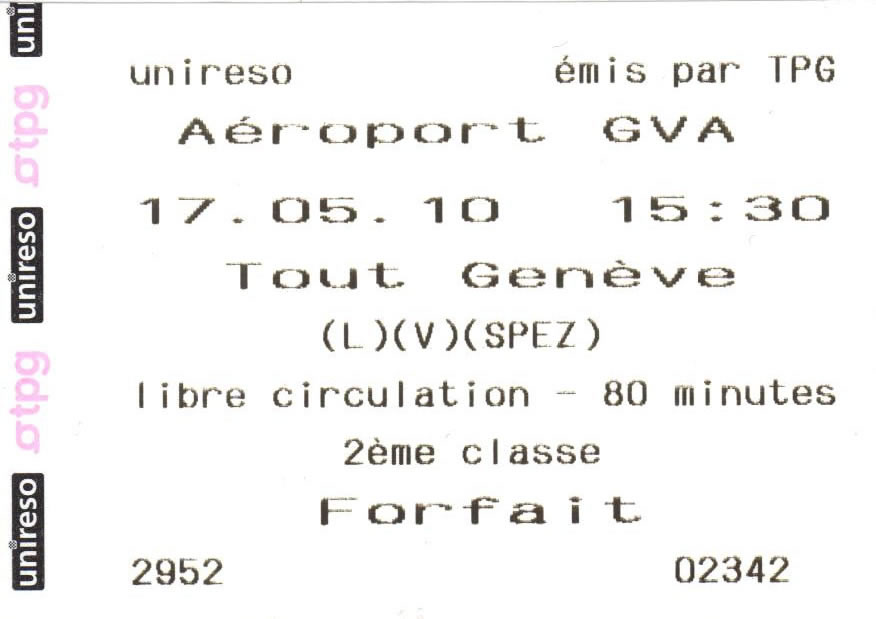 unireso émis par TPG
Aéroport GVA
17.05.10 15:30
Tout Genève
(L)(V)(SPEZ)
libre circulation - 80 minutes
2ème classe
Forfait
2952 02342
uni
tpg
unireso
tpg
unireso